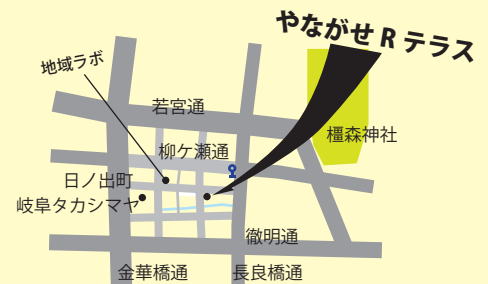 やながせ R テラス
地域ラボ
若宮通
橿森神社
柳ケ瀬通
日ノ出町
岐阜タカシマヤ
徹明通
金華橋通
長良橋通